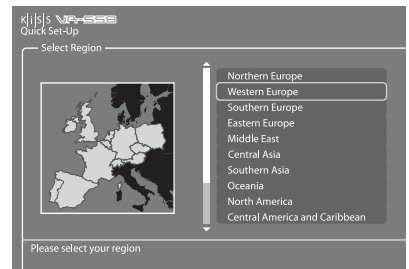 KiSS VR-558
Quick Set-Up
Select Region
Northern Europe
Western Europe
Southern Europe
Eastern Europe
Middle East
Central Asia
Southern Asia
Oceania
North America
Central America and Caribbean
Please select your region